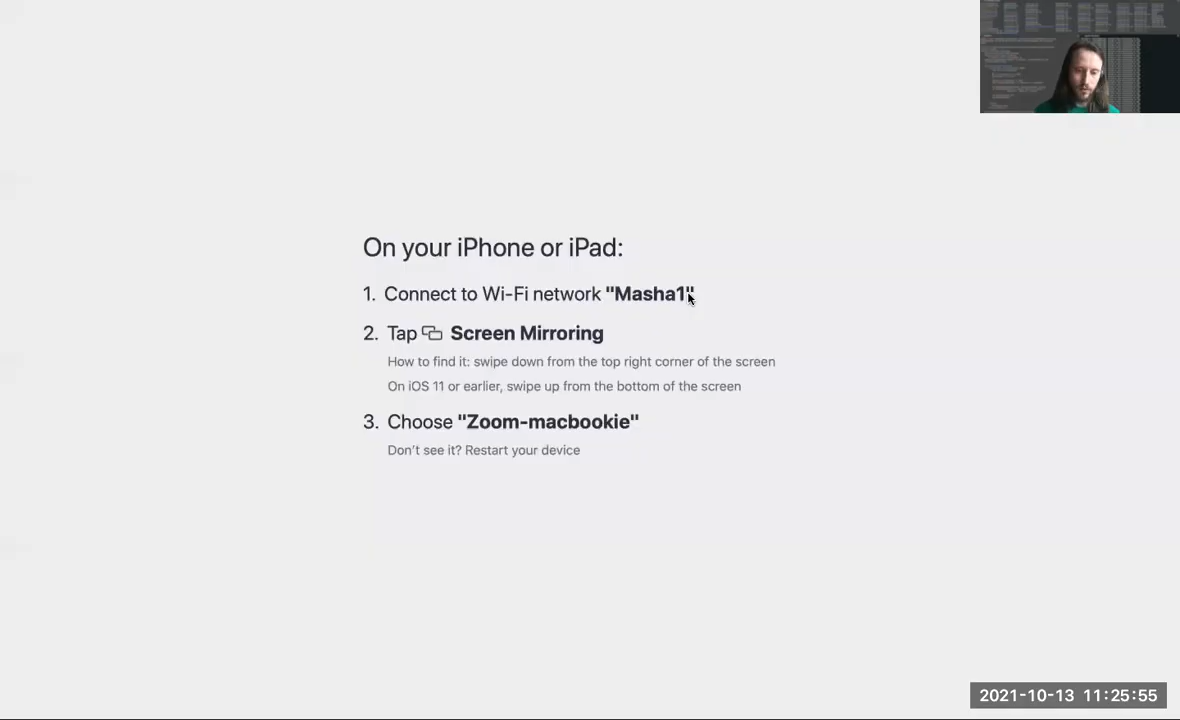 On your iPhone or iPad:
1. Connect to Wi-Fi network "Masha1"
2. Tap Screen Mirroring
How to find it: swipe down from the top right corner of the screen
On iOS 11 or earlier, swipe up from the bottom of the screen
3. Choose "Zoom-macbookie"
Don't see it? Restart your device
2021-10-13 11:25:55